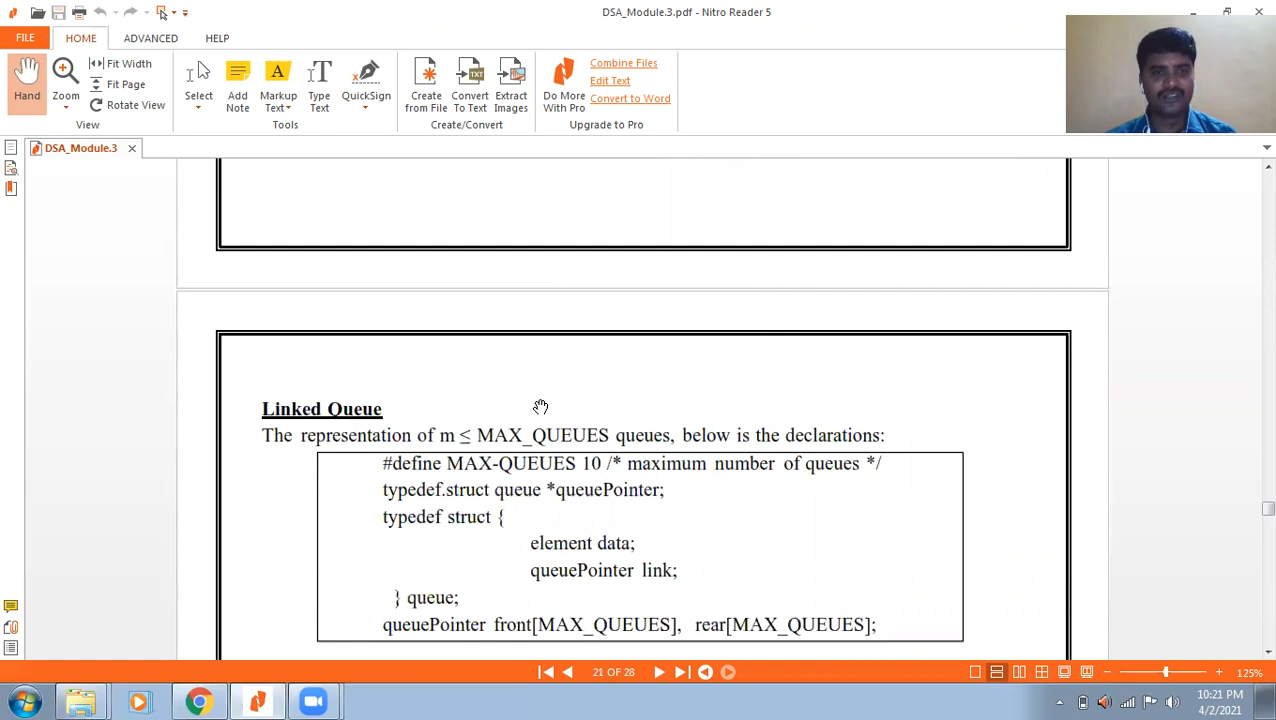 DSA_Module.3.pdf - Nitro Reader 5
FILE
HOME
ADVANCED
HELP
Hand
Zoom
Fit Width
Fit Page
Rotate View
View
Select
Add Note
Markup Text
Type Text
QuickSign
Tools
Create from File
Convert To Text
Extract Images
Create/Convert
Do More With Pro
Combine Files
Edit Text
Convert to Word
Upgrade to Pro
DSA_Module.3
Linked Queue
The representation of m ≤ MAX_QUEUES queues, below is the declarations:
#define MAX-QUEUES 10 /* maximum number of queues */
typedef.struct queue *queuePointer;
typedef struct {
element data;
queuePointer link;
} queue;
queuePointer front[MAX_QUEUES], rear[MAX_QUEUES];
21 OF 28
125%
10:21 PM
4/2/2021